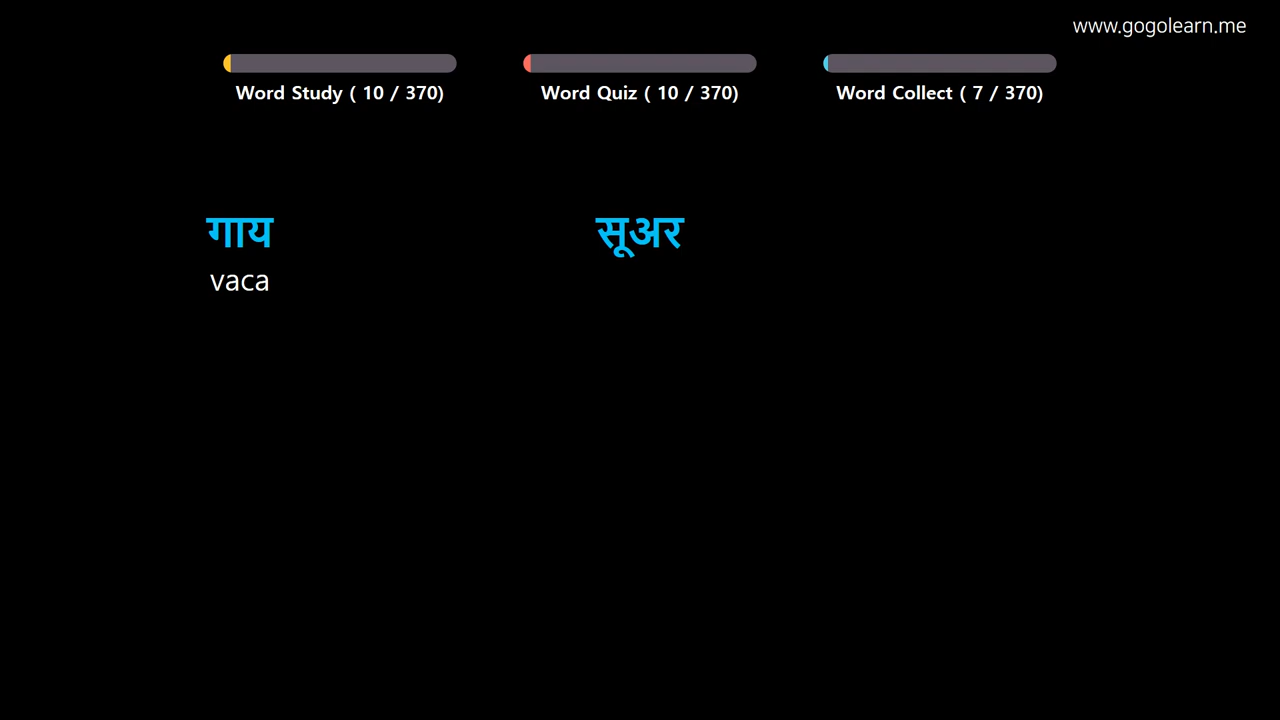 www.gogolearn.me
Word Study ( 10 / 370)
Word Quiz ( 10 / 370)
Word Collect ( 7 / 370)
गाय
vaca
सूअर